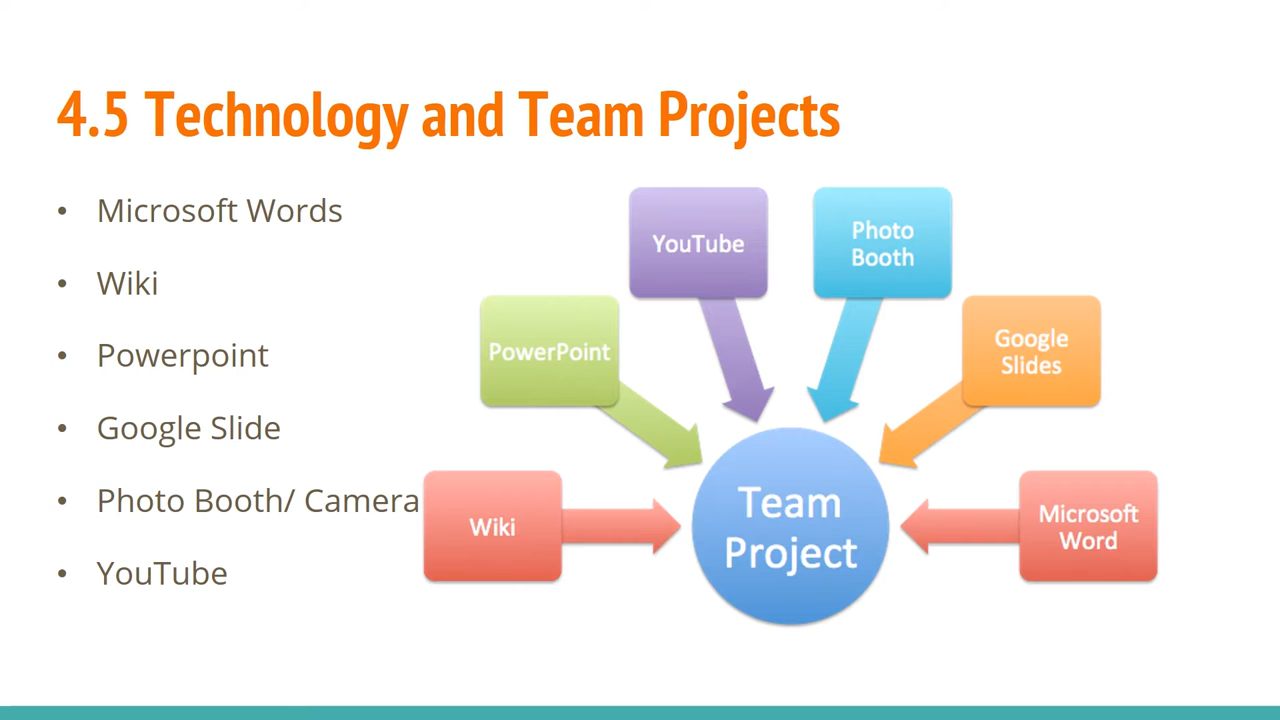 4.5 Technology and Team Projects
• Microsoft Words
• Wiki
• Powerpoint
• Google Slide
• Photo Booth/ Camera
• YouTube
YouTube
Photo
Booth
PowerPoint
Google
Slides
Wiki
Team
Project
Microsoft
Word